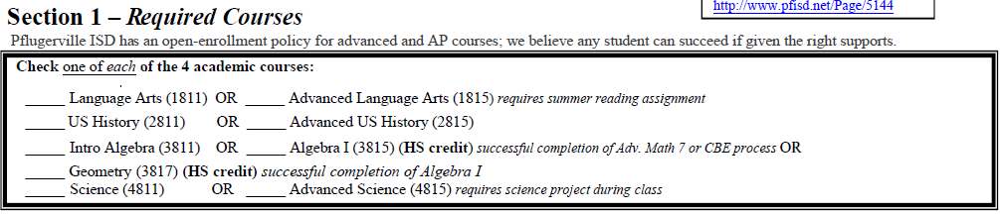 http://www.pfisd.net/Page/5144
Section 1 – Required Courses
Pflugerville ISD has an open-enrollment policy for advanced and AP courses; we believe any student can succeed if given the right supports.
Check one of each of the 4 academic courses:
_____ Language Arts (1811) OR _____ Advanced Language Arts (1815) requires summer reading assignment
_____ US History (2811) OR _____ Advanced US History (2815)
_____ Intro Algebra (3811) OR _____ Algebra I (3815) (HS credit) successful completion of Adv. Math 7 or CBE process OR
_____ Geometry (3817) (HS credit) successful completion of Algebra I
_____ Science (4811) OR _____ Advanced Science (4815) requires science project during class